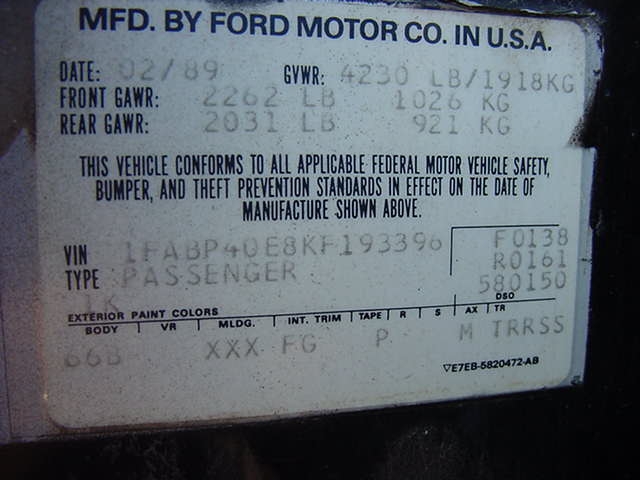 MFD. BY FORD MOTOR CO. IN U.S.A.
DATE: 02/89 GVWR: 4230 LB/1918KG
FRONT GAWR: 2262 LB 1026 KG
REAR GAWR: 2031 LB 921 KG
THIS VEHICLE CONFORMS TO ALL APPLICABLE FEDERAL MOTOR VEHICLE SAFETY,
BUMPER, AND THEFT PREVENTION STANDARDS IN EFFECT ON THE DATE OF
MANUFACTURE SHOWN ABOVE.
VIN 1FABP40E8KF193396 F0138
TYPE PASSENGER R0161
1K 580150
EXTERIOR PAINT COLORS DSO
BODY VR MLDG. INT. TRIM TAPE R S AX TR
66B XXX FG P M TRRSS
▽E7EB-5820472-AB